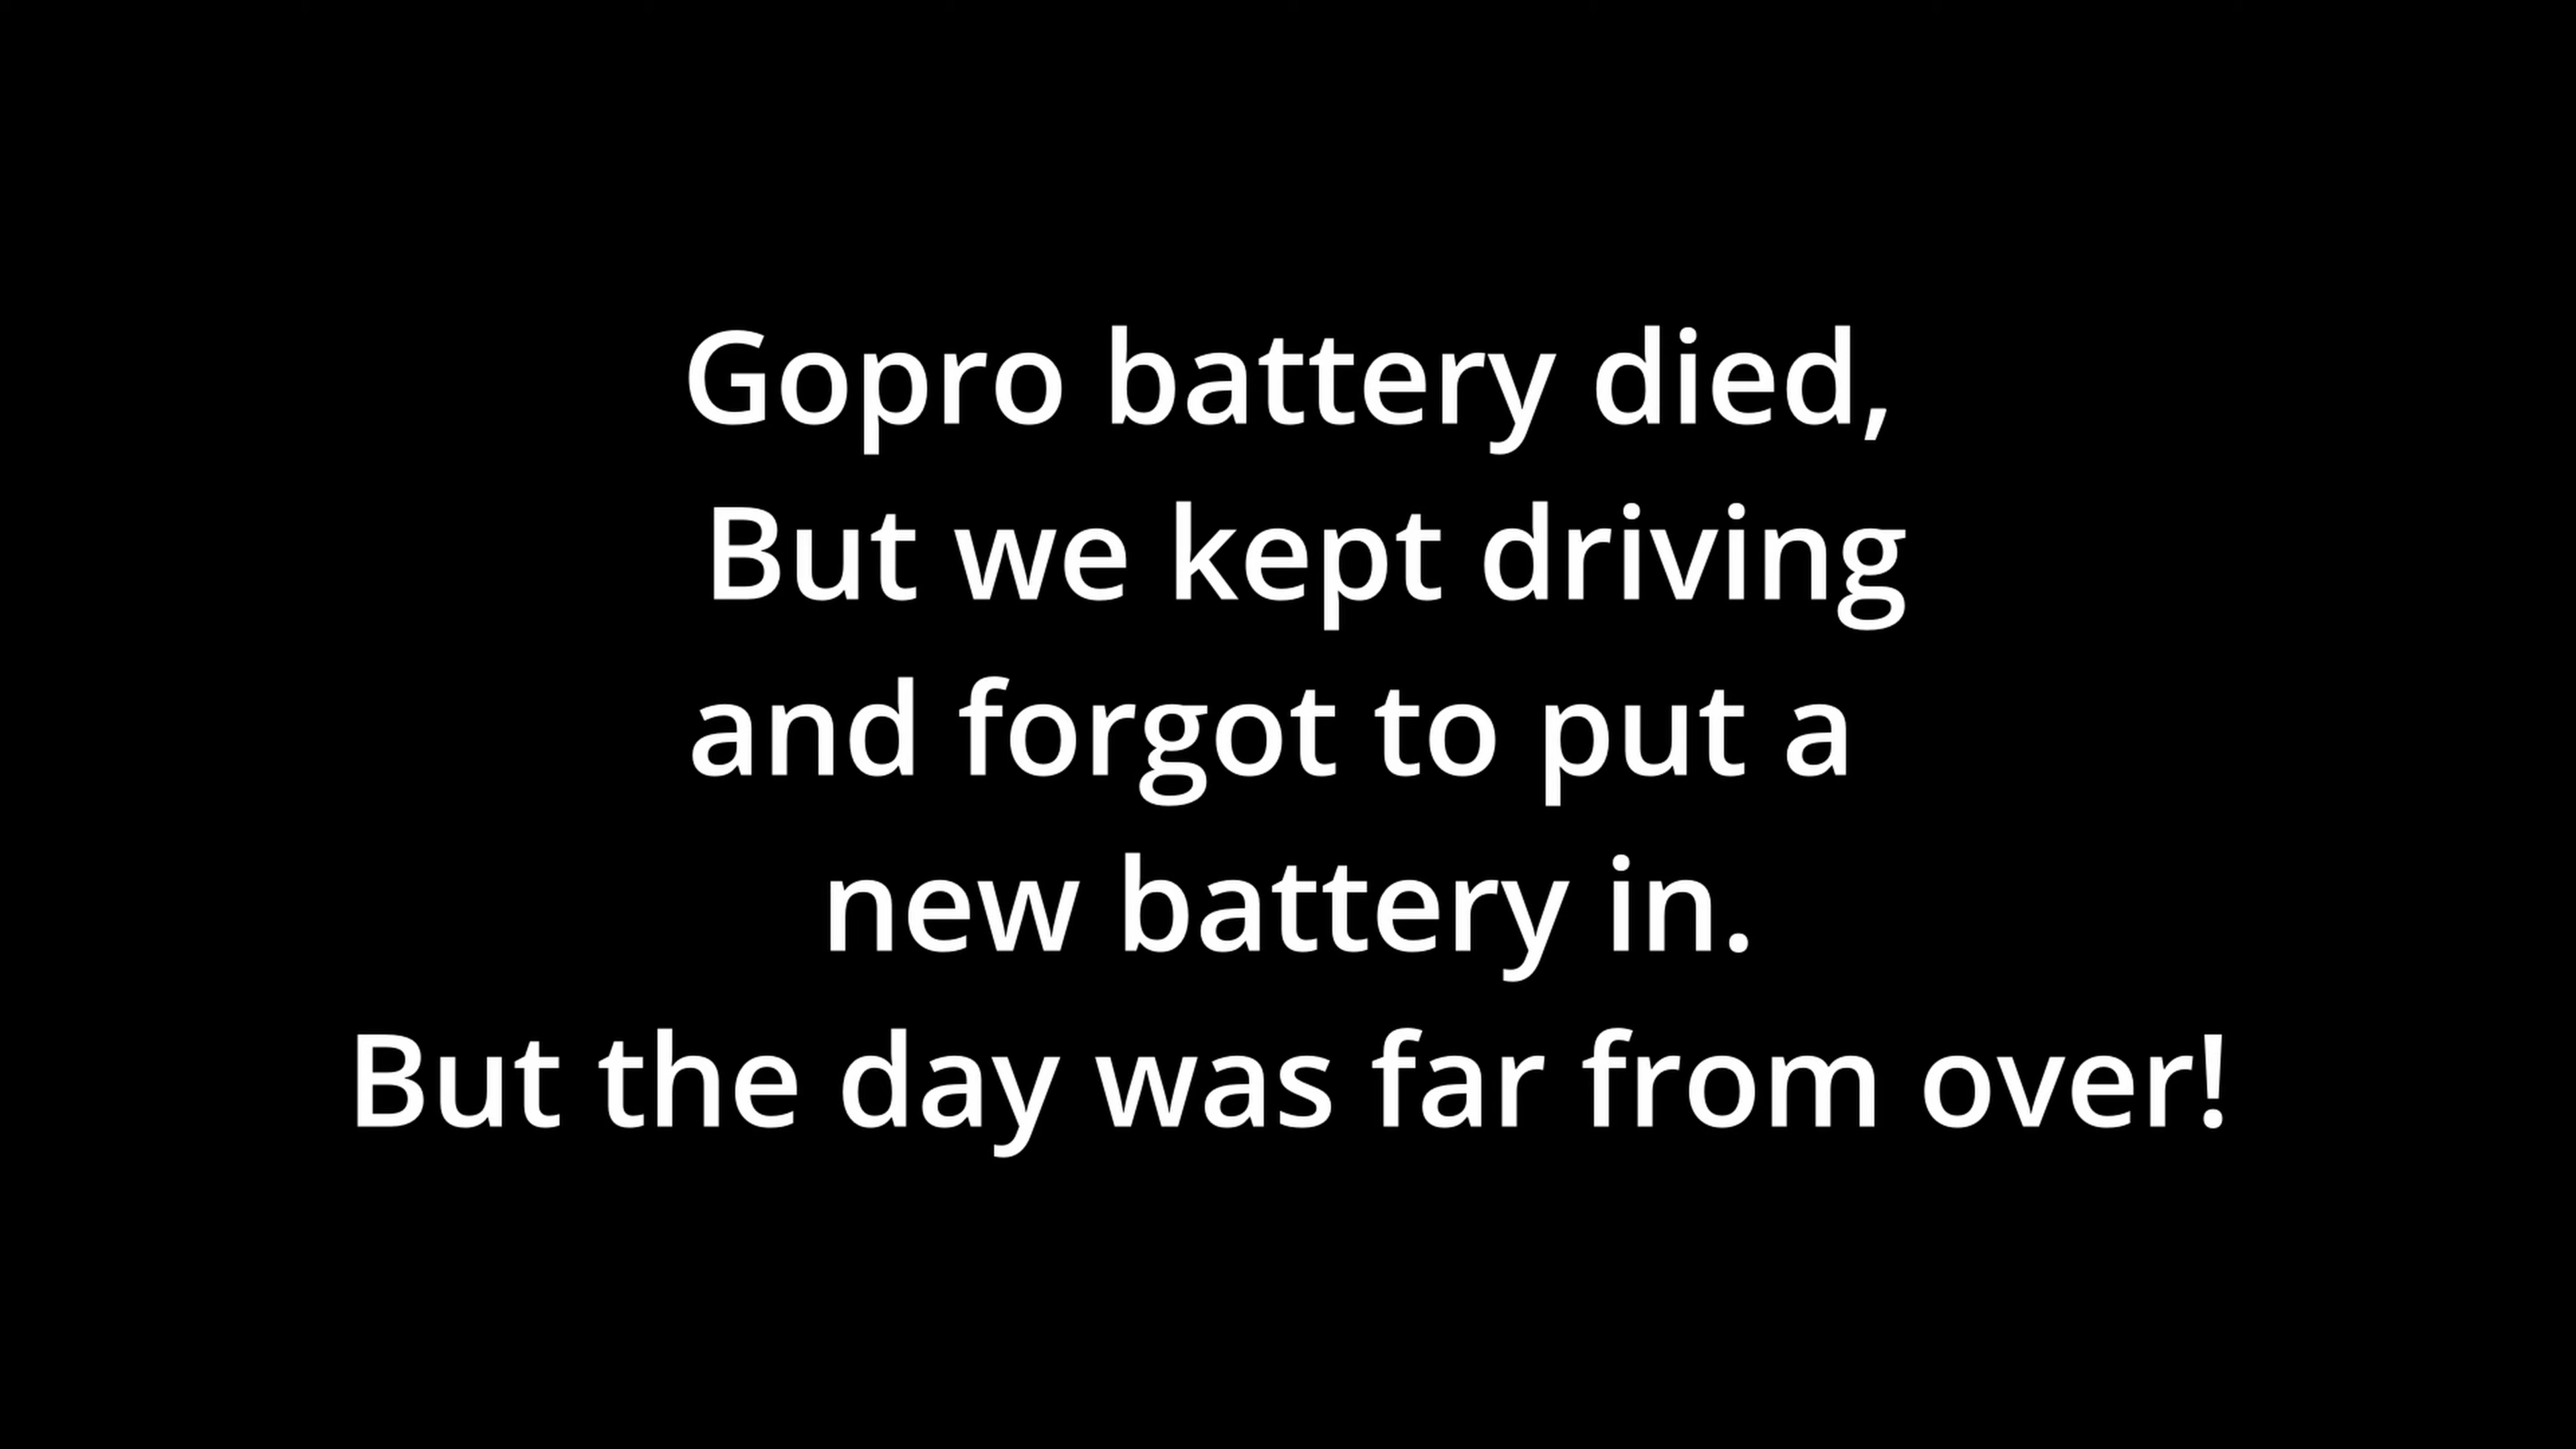 Gopro battery died,
But we kept driving
and forgot to put a
new battery in.
But the day was far from over!